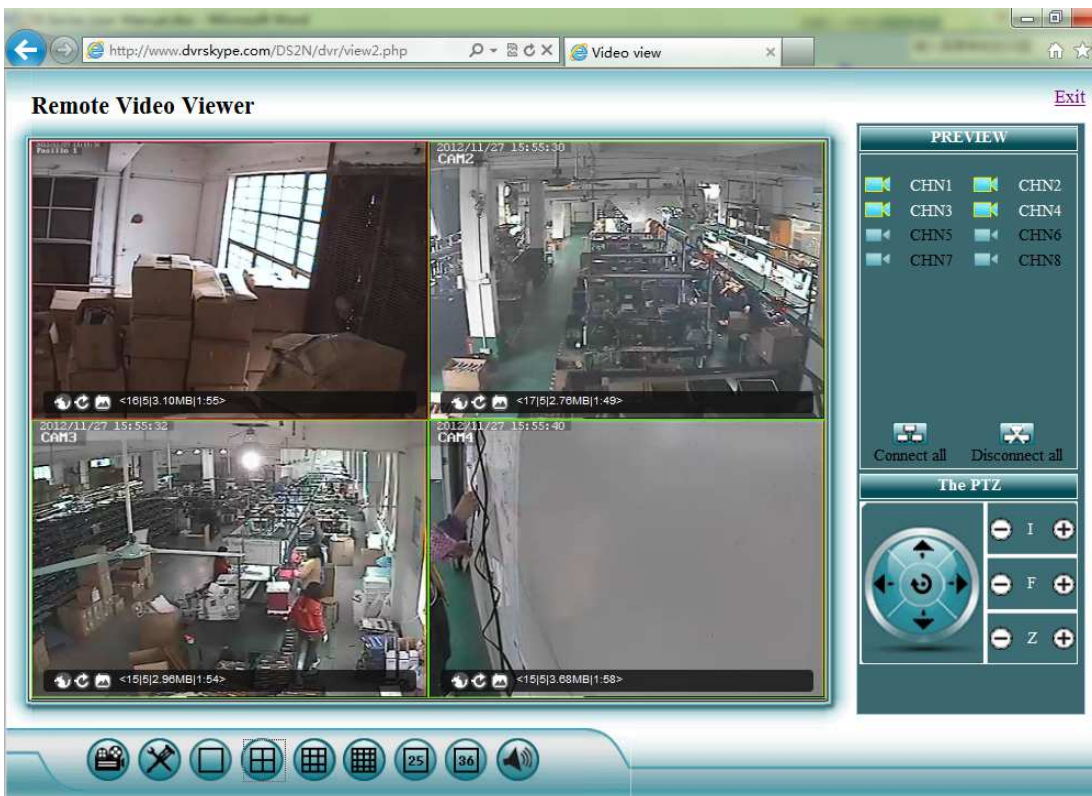 http://www.dvrskype.com/DS2N/dvr/view2.php
Video view
Remote Video Viewer
Exit
Pasillo 1
2012/11/27 15:55:30
CAM2
<16|5|3.10MB|1:55>
<17|5|2.76MB|1:49>
2012/11/27 15:55:32
CAM3
2012/11/27 15:55:40
CAM4
<15|5|2.96MB|1:54>
<15|5|3.68MB|1:58>
PREVIEW
CHN1 CHN2
CHN3 CHN4
CHN5 CHN6
CHN7 CHN8
Connect all Disconnect all
The PTZ
I
F
Z
25 36